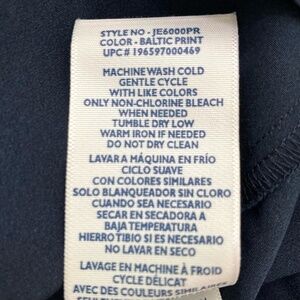 STYLE NO - JE6000PR
COLOR - BALTIC PRINT
UPC# 196597000469
MACHINE WASH COLD
GENTLE CYCLE
WITH LIKE COLORS
ONLY NON-CHLORINE BLEACH
WHEN NEEDED
TUMBLE DRY LOW
WARM IRON IF NEEDED
DO NOT DRY CLEAN
LAVAR A MÁQUINA EN FRÍO
CICLO SUAVE
CON COLORES SIMILARES
SOLO BLANQUEADOR SIN CLORO
CUANDO SEA NECESARIO
SECAR EN SECADORA A
BAJA TEMPERATURA
HIERRO TIBIO SI ES NECESARIO
NO LAVAR EN SECO
LAVAGE EN MACHINE À FROID
CYCLE DÉLICAT
AVEC DES COULEURS SIMILAIRES